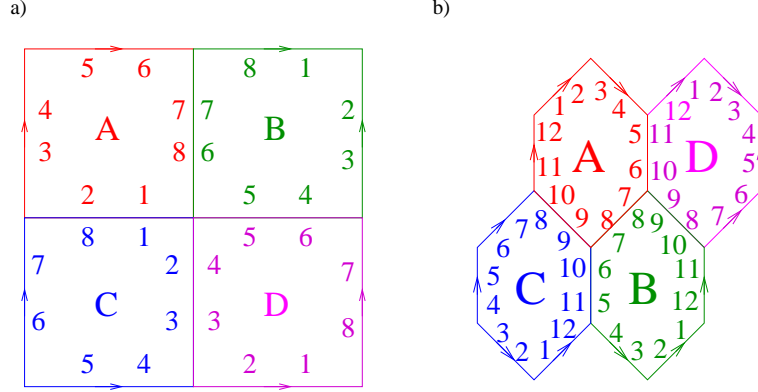 a) b)
5 6 8 1
4 7 7 2
A B
3 8 6 3
2 1 5 4
8 1 5 6
7 2 4 7
C D
6 3 3 8
5 4 2 1
2 3 1 2
1 4 12 3
12 5 11 4
A D
11 6 10 5
10 7 9 6
9 8 8 7
8 8 9
7 9 7 10
6 10 6 11
C B
5 11 5 12
4 12 4 1
3 1 3 2
2